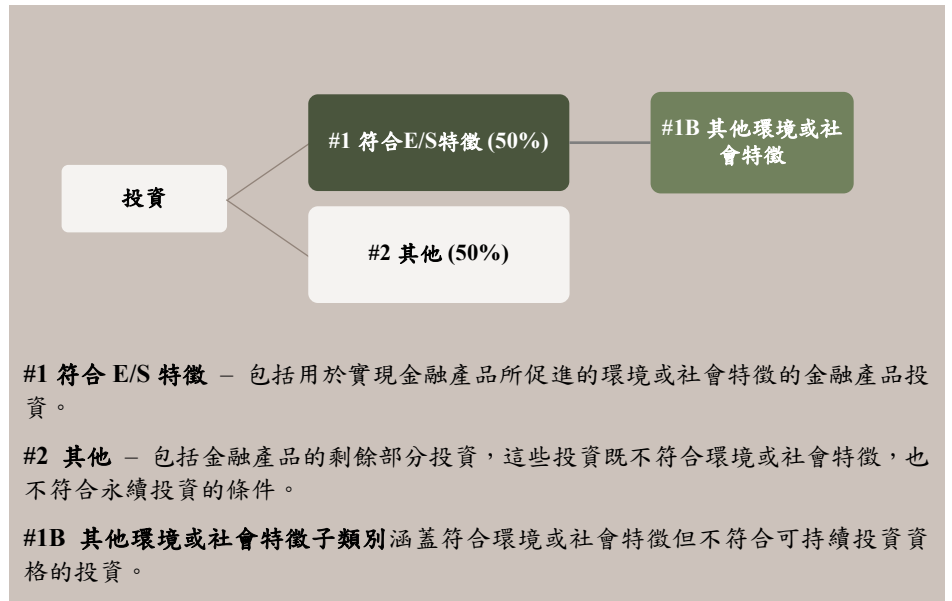 #1 符合E/S特徵 (50%)
#1B 其他環境或社
會特徵
投資
#2 其他 (50%)
#1 符合 E/S 特徵 – 包括用於實現金融產品所促進的環境或社會特徵的金融產品投
資。
#2 其他 – 包括金融產品的剩餘部分投資，這些投資既不符合環境或社會特徵，也
不符合永續投資的條件。
#1B 其他環境或社會特徵子類別涵蓋符合環境或社會特徵但不符合可持續投資資
格的投資。